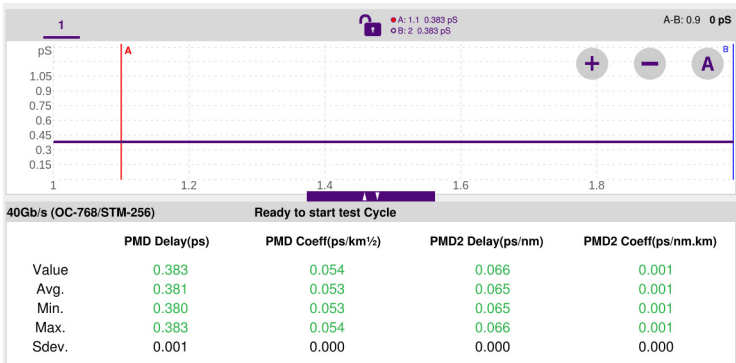 1
A: 1.1 0.383 pS
B: 2 0.383 pS
A-B: 0.9 0 pS
pS
A
B
+ − A
1.05
0.9
0.75
0.6
0.45
0.3
0.15
1 1.2 1.4 1.6 1.8
40Gb/s (OC-768/STM-256) Ready to start test Cycle
PMD Delay(ps) PMD Coeff(ps/km½) PMD2 Delay(ps/nm) PMD2 Coeff(ps/nm.km)
Value 0.383 0.054 0.066 0.001
Avg. 0.381 0.053 0.065 0.001
Min. 0.380 0.053 0.065 0.001
Max. 0.383 0.054 0.066 0.001
Sdev. 0.001 0.000 0.000 0.000